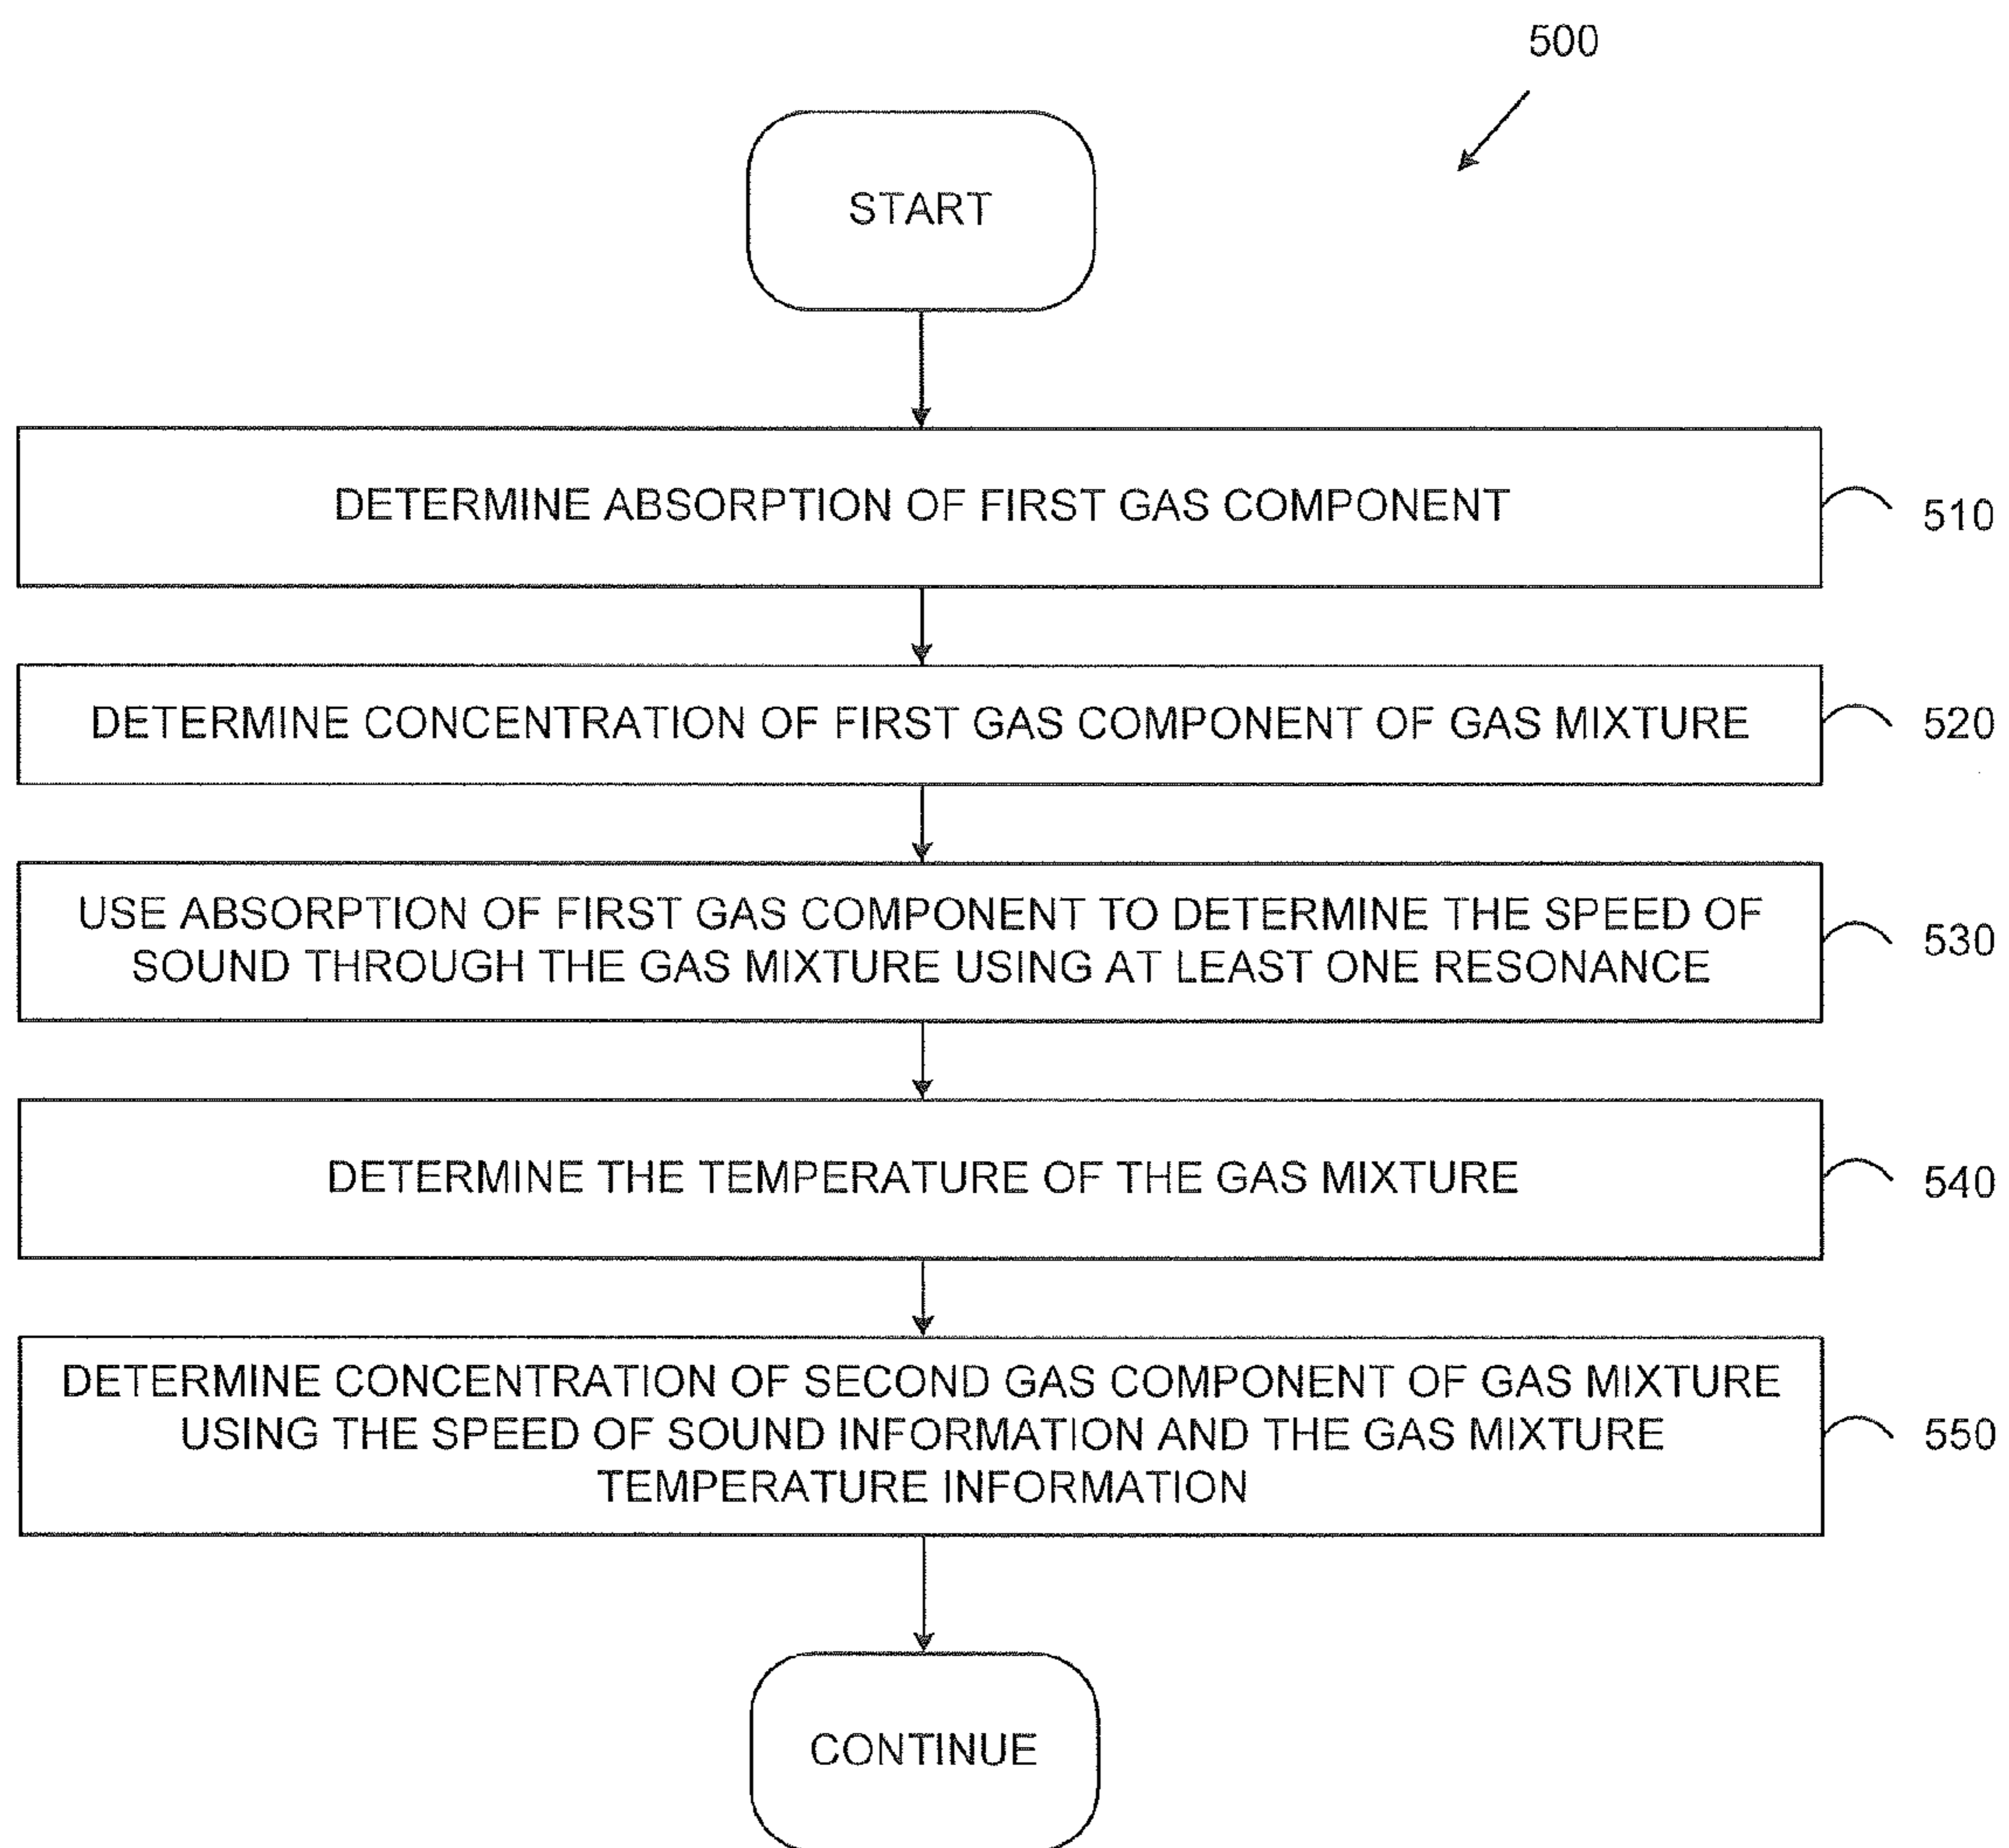 500
START
DETERMINE ABSORPTION OF FIRST GAS COMPONENT
510
DETERMINE CONCENTRATION OF FIRST GAS COMPONENT OF GAS MIXTURE
520
USE ABSORPTION OF FIRST GAS COMPONENT TO DETERMINE THE SPEED OF
SOUND THROUGH THE GAS MIXTURE USING AT LEAST ONE RESONANCE
530
DETERMINE THE TEMPERATURE OF THE GAS MIXTURE
540
DETERMINE CONCENTRATION OF SECOND GAS COMPONENT OF GAS MIXTURE
USING THE SPEED OF SOUND INFORMATION AND THE GAS MIXTURE
TEMPERATURE INFORMATION
550
CONTINUE